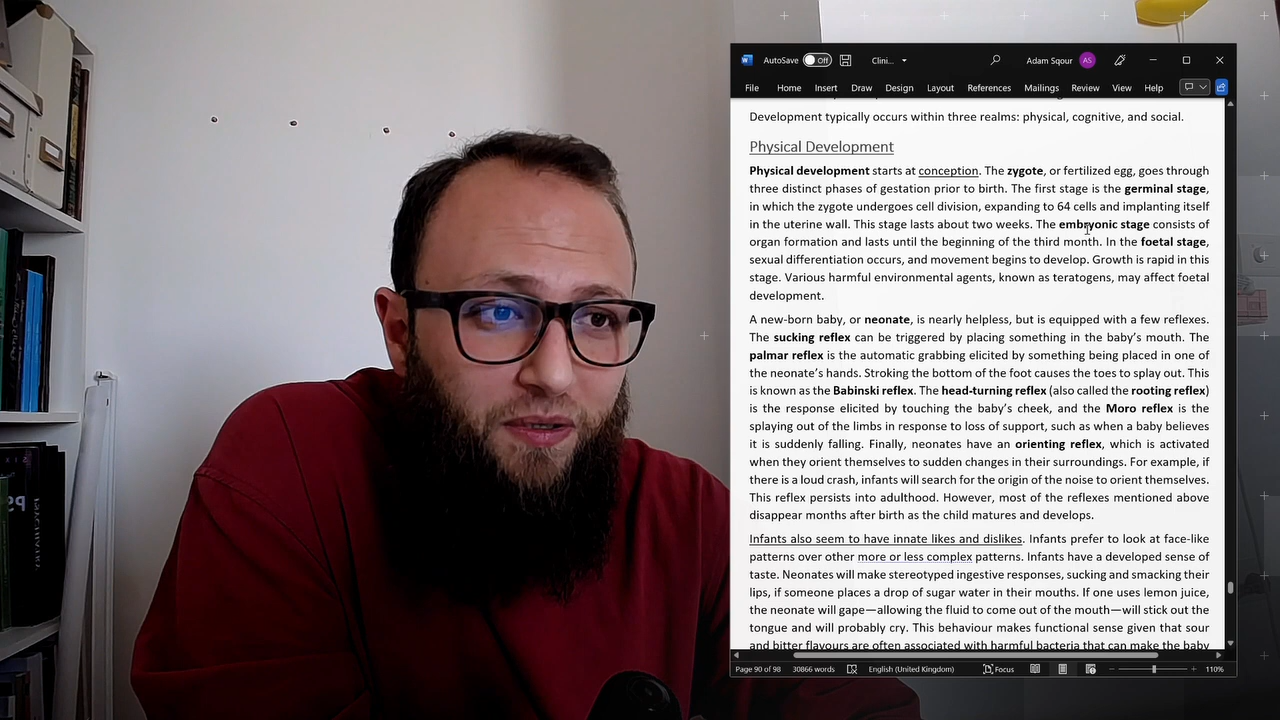 AutoSave Off Clini... Adam Sqour AS
File Home Insert Draw Design Layout References Mailings Review View Help
Development typically occurs within three realms: physical, cognitive, and social.
Physical Development
Physical development starts at conception. The zygote, or fertilized egg, goes through
three distinct phases of gestation prior to birth. The first stage is the germinal stage,
in which the zygote undergoes cell division, expanding to 64 cells and implanting itself
in the uterine wall. This stage lasts about two weeks. The embryonic stage consists of
organ formation and lasts until the beginning of the third month. In the foetal stage,
sexual differentiation occurs, and movement begins to develop. Growth is rapid in this
stage. Various harmful environmental agents, known as teratogens, may affect foetal
development.
A new-born baby, or neonate, is nearly helpless, but is equipped with a few reflexes.
The sucking reflex can be triggered by placing something in the baby's mouth. The
palmar reflex is the automatic grabbing elicited by something being placed in one of
the neonate's hands. Stroking the bottom of the foot causes the toes to splay out. This
is known as the Babinski reflex. The head-turning reflex (also called the rooting reflex)
is the response elicited by touching the baby's cheek, and the Moro reflex is the
splaying out of the limbs in response to loss of support, such as when a baby believes
it is suddenly falling. Finally, neonates have an orienting reflex, which is activated
when they orient themselves to sudden changes in their surroundings. For example, if
there is a loud crash, infants will search for the origin of the noise to orient themselves.
This reflex persists into adulthood. However, most of the reflexes mentioned above
disappear months after birth as the child matures and develops.
Infants also seem to have innate likes and dislikes. Infants prefer to look at face-like
patterns over other more or less complex patterns. Infants have a developed sense of
taste. Neonates will make stereotyped ingestive responses, sucking and smacking their
lips, if someone places a drop of sugar water in their mouths. If one uses lemon juice,
the neonate will gape—allowing the fluid to come out of the mouth—will stick out the
tongue and will probably cry. This behaviour makes functional sense given that sour
and bitter flavours are often associated with harmful bacteria that can make the baby
Page 90 of 98 30866 words English (United Kingdom) Focus 110%